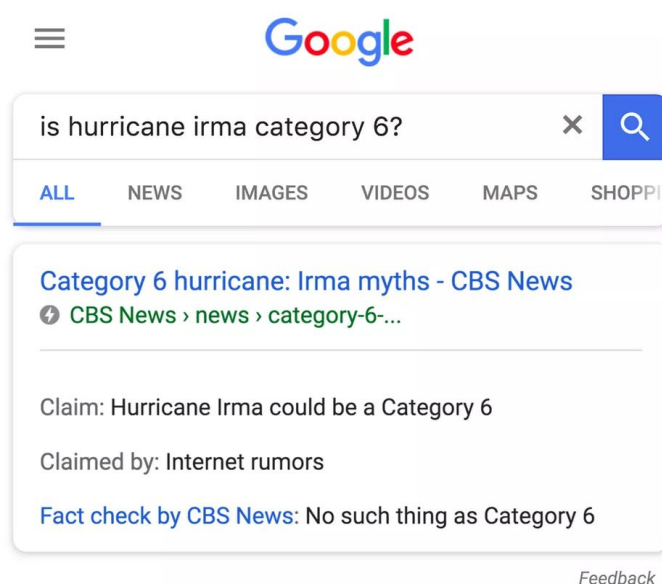 Google
is hurricane irma category 6?
ALL NEWS IMAGES VIDEOS MAPS SHOPPI
Category 6 hurricane: Irma myths - CBS News
CBS News › news › category-6-...
Claim: Hurricane Irma could be a Category 6
Claimed by: Internet rumors
Fact check by CBS News: No such thing as Category 6
Feedback